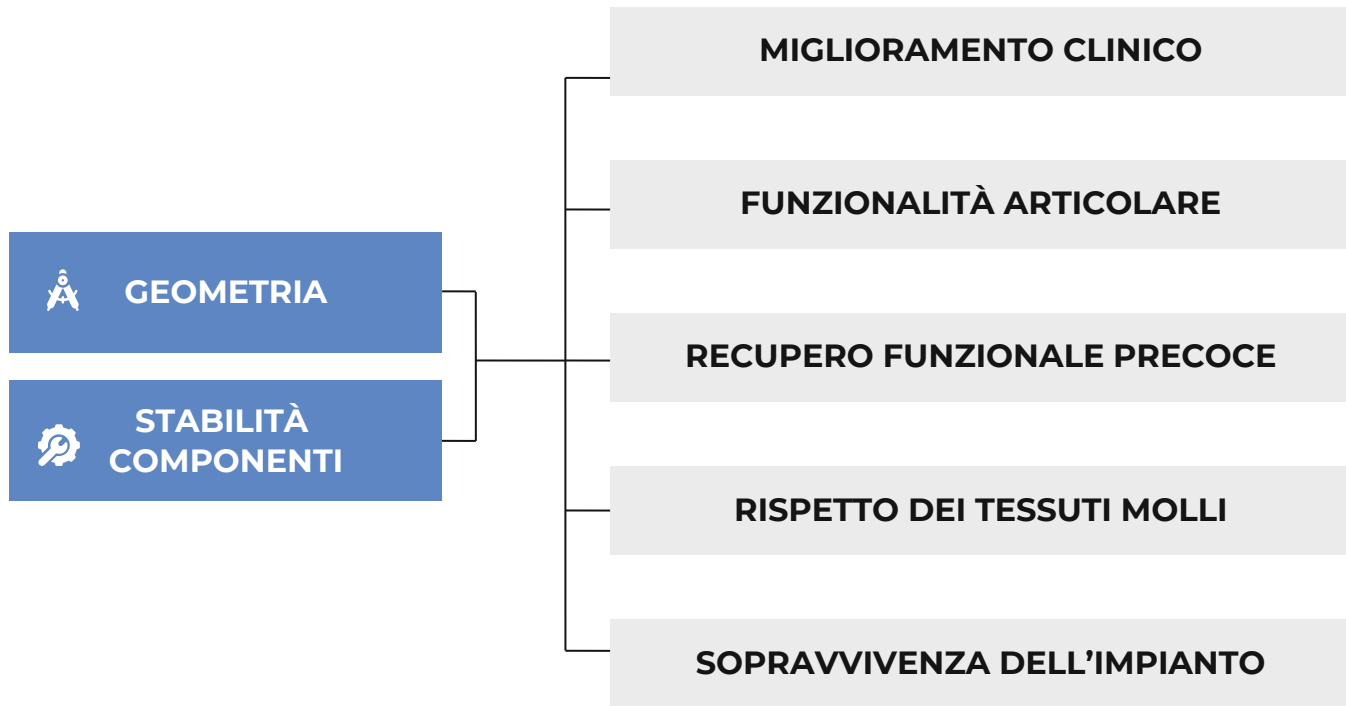 GEOMETRIA
STABILITÀ
COMPONENTI
MIGLIORAMENTO CLINICO
FUNZIONALITÀ ARTICOLARE
RECUPERO FUNZIONALE PRECOCE
RISPETTO DEI TESSUTI MOLLI
SOPRAVVIVENZA DELL’IMPIANTO